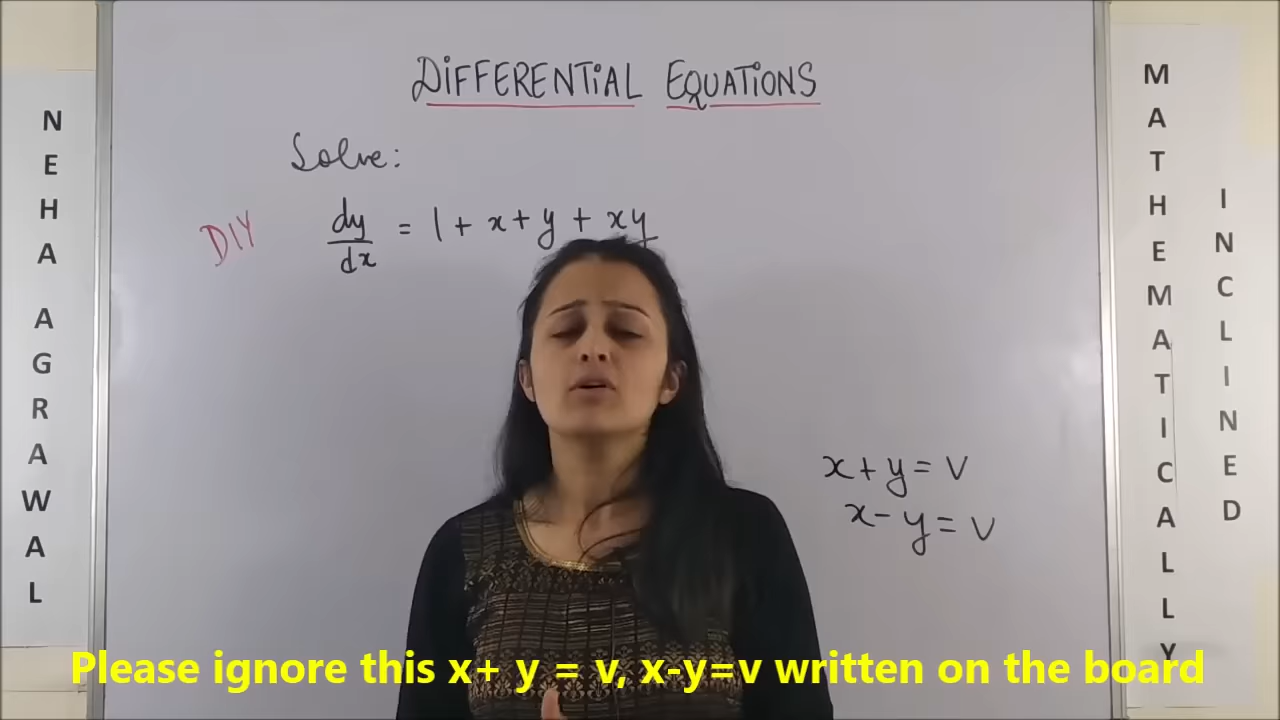 DIFFERENTIAL EQUATIONS
Solve:
DIY
dy/dx = 1 + x + y + xy
x + y = v
x - y = v
NEHA AGRAWAL
MATHEMATICALLY
INCLINED
Please ignore this x+ y = v, x-y=v written on the board